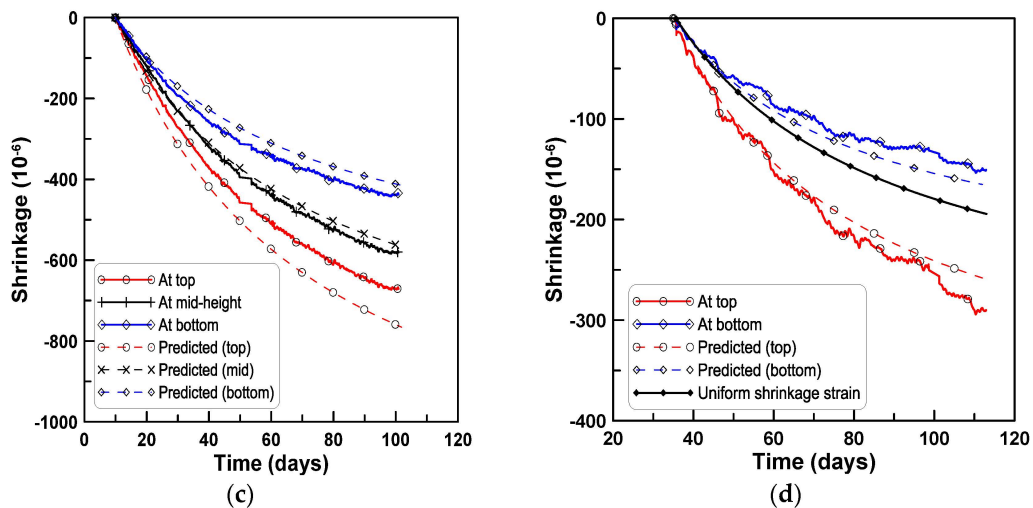 0
-200
-400
-600
-800
-1000
Shrinkage (10-6)
At top
At mid-height
At bottom
Predicted (top)
Predicted (mid)
Predicted (bottom)
0 20 40 60 80 100 120
Time (days)
(c)
0
-100
-200
-300
-400
Shrinkage (10-6)
At top
At bottom
Predicted (top)
Predicted (bottom)
Uniform shrinkage strain
20 40 60 80 100 120
Time (days)
(d)